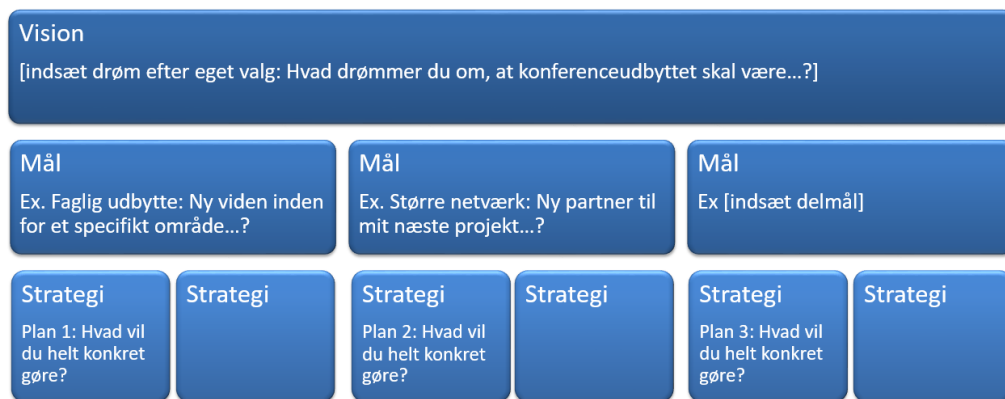 Vision
[indsæt drøm efter eget valg: Hvad drømmer du om, at konferenceudbyttet skal være…?]
Mål
Ex. Faglig udbytte: Ny viden inden
for et specifikt område…?
Mål
Ex. Større netværk: Ny partner til
mit næste projekt…?
Mål
Ex [indsæt delmål]
Strategi
Plan 1: Hvad vil
du helt konkret
gøre?
Strategi
Strategi
Plan 2: Hvad vil
du helt konkret
gøre?
Strategi
Strategi
Plan 3: Hvad vil
du helt konkret
gøre?
Strategi